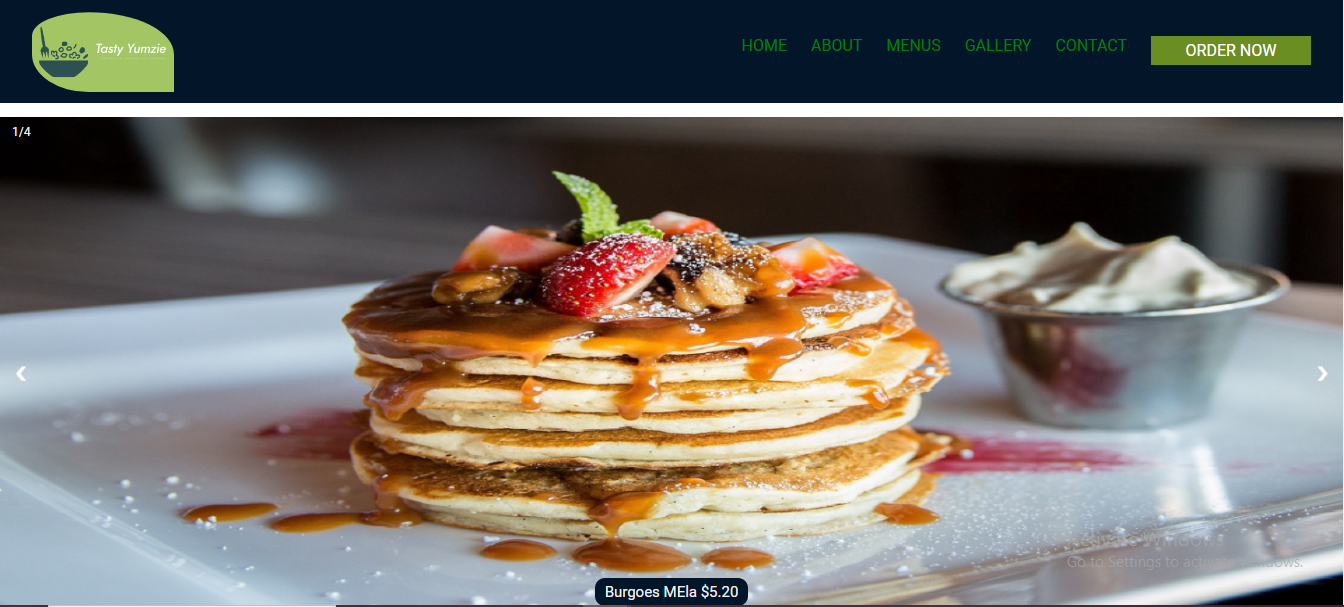 Tasty Yumzie
HOME ABOUT MENUS GALLERY CONTACT ORDER NOW
1/4
Activate Windows
Go to Settings to activate Windows.
Burgoes MEla $5.20